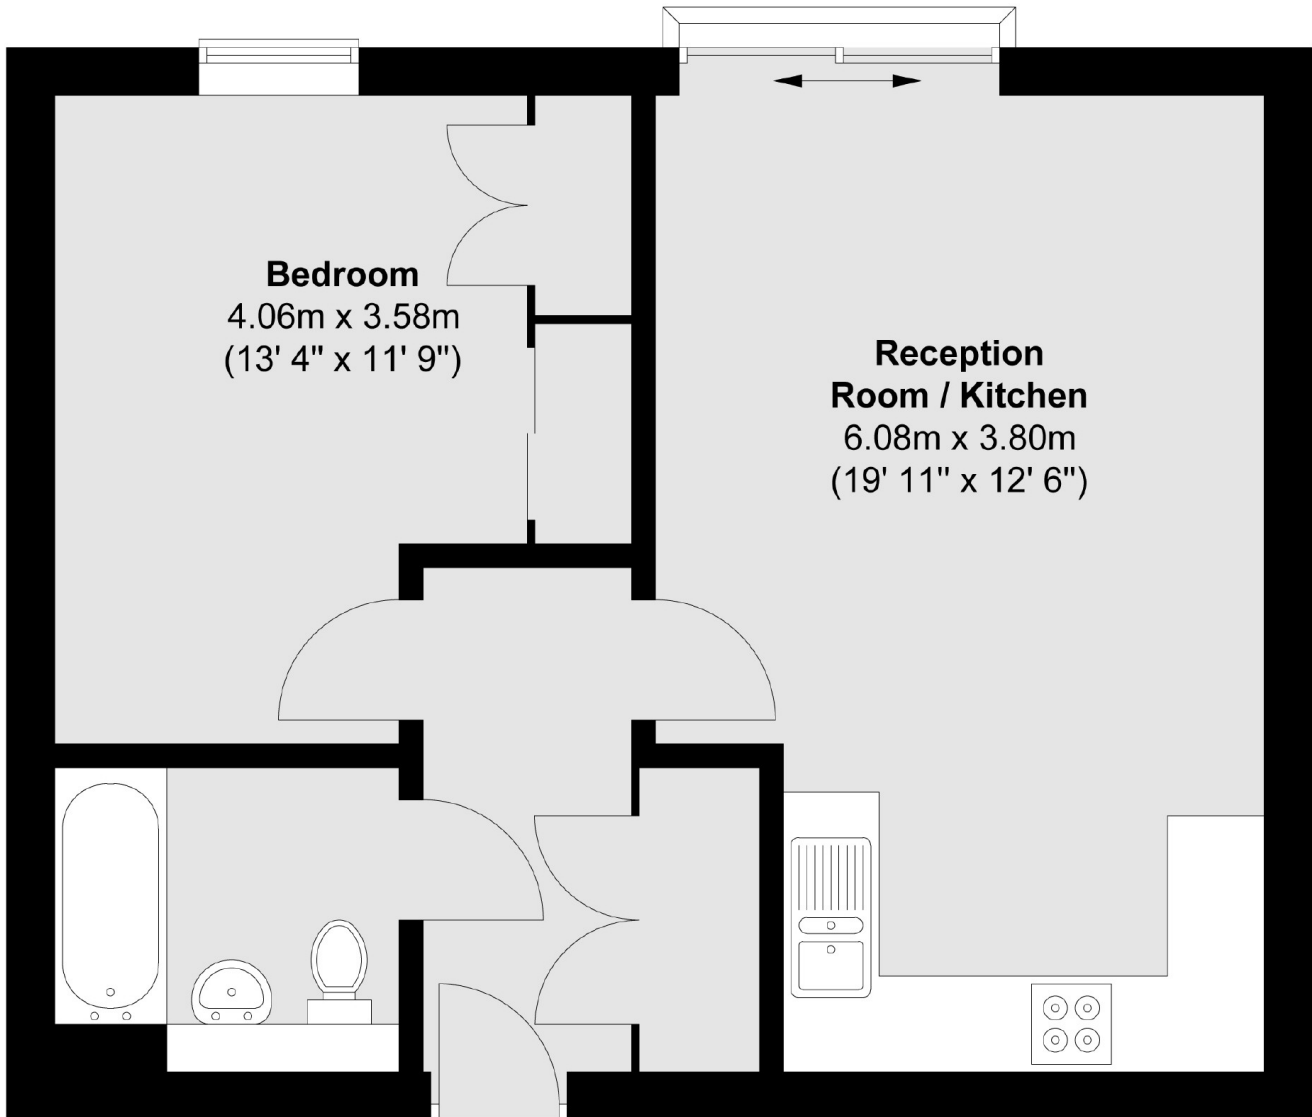 Bedroom
4.06m x 3.58m
(13' 4" x 11' 9")
Reception
Room / Kitchen
6.08m x 3.80m
(19' 11" x 12' 6")